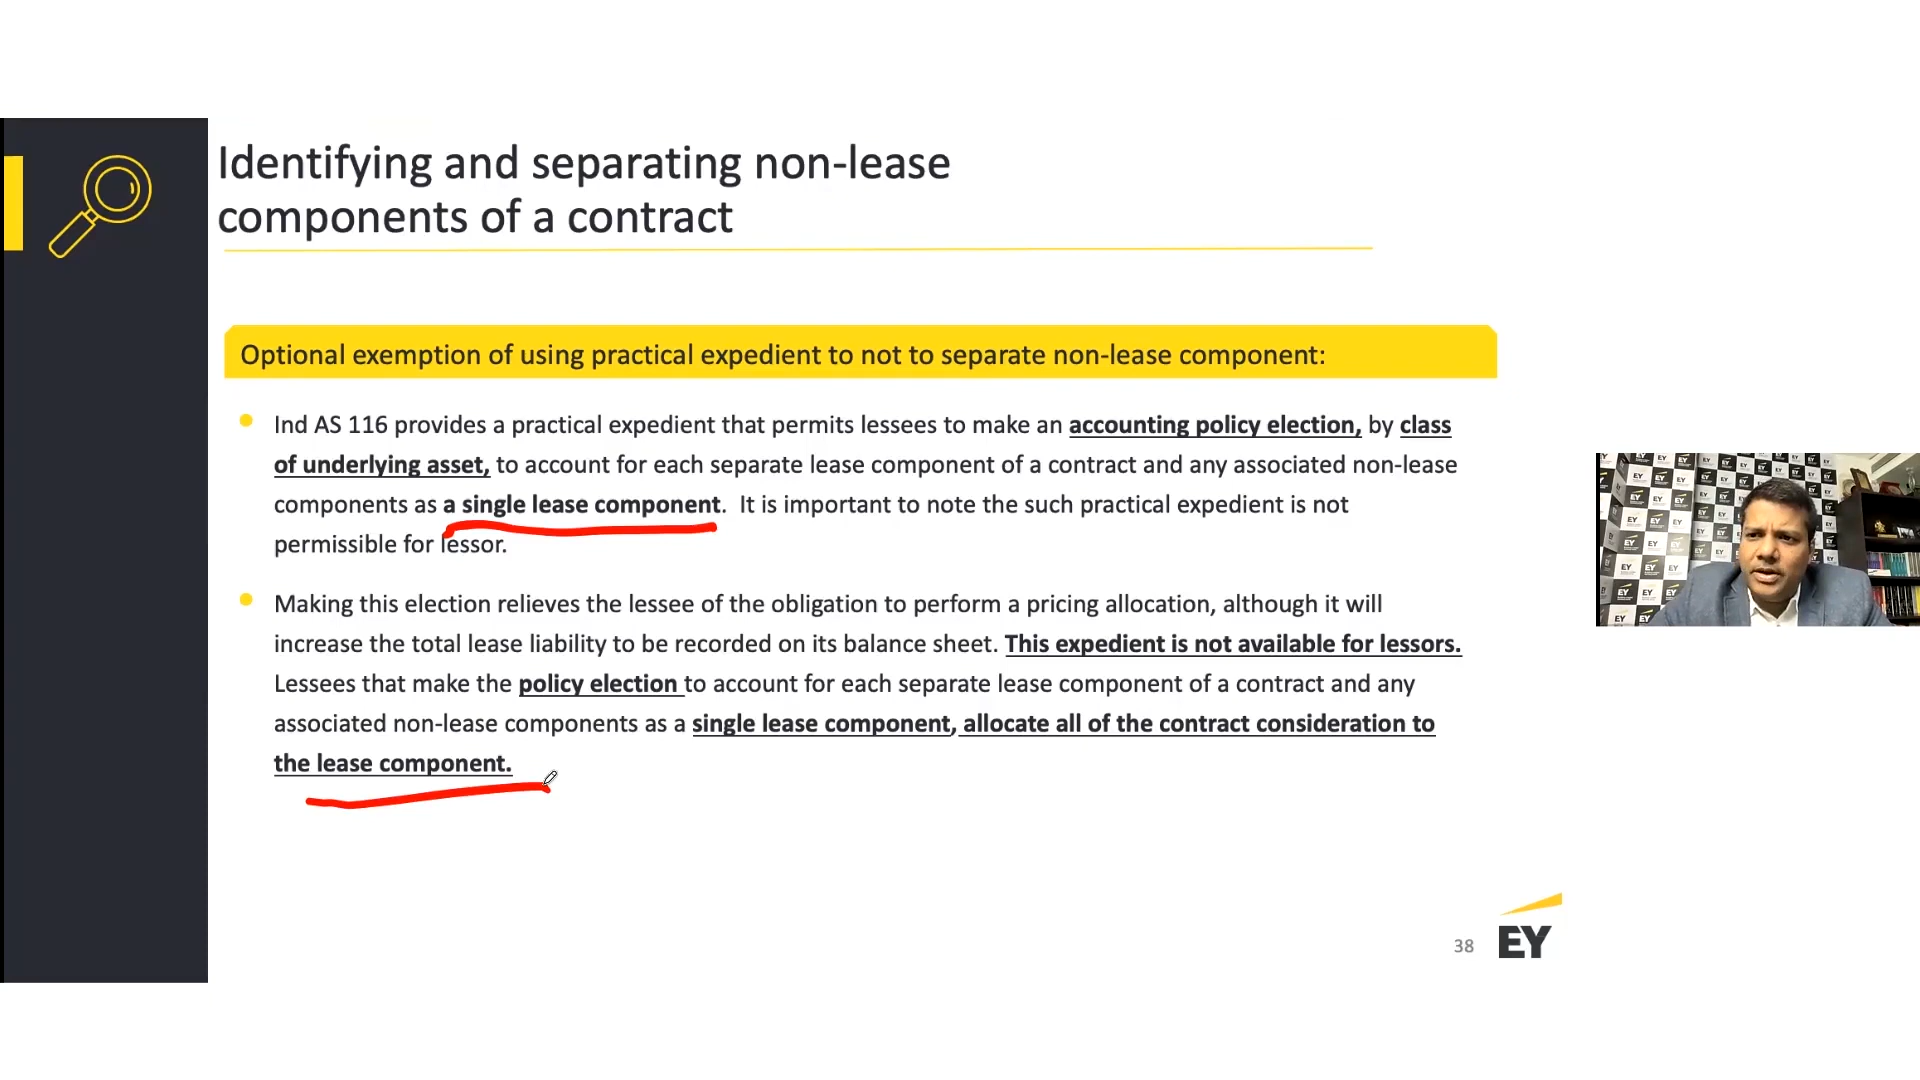 Identifying and separating non-lease
components of a contract
Optional exemption of using practical expedient to not to separate non-lease component:
Ind AS 116 provides a practical expedient that permits lessees to make an accounting policy election, by class
of underlying asset, to account for each separate lease component of a contract and any associated non-lease
components as a single lease component. It is important to note the such practical expedient is not
permissible for lessor.
Making this election relieves the lessee of the obligation to perform a pricing allocation, although it will
increase the total lease liability to be recorded on its balance sheet. This expedient is not available for lessors.
Lessees that make the policy election to account for each separate lease component of a contract and any
associated non-lease components as a single lease component, allocate all of the contract consideration to
the lease component.
38
EY